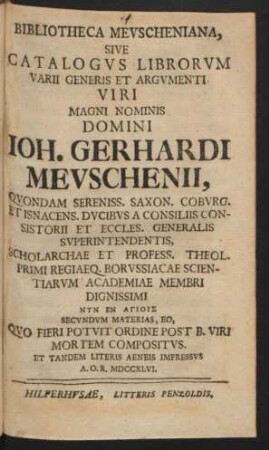 BIBLIOTHECA MEVSCHENIANA,
SIVE
CATALOGVS LIBRORVM
VARII GENERIS ET ARGVMENTI
VIRI
MAGNI NOMINIS
DOMINI
IOH. GERHARDI
MEVSCHENII,
QVONDAM SERENISS. SAXON. COBVRG.
ET ISNACENS. DVCIBVS A CONSILIIS CON-
SISTORII ET ECCLES. GENERALIS
SVPERINTENDENTIS,
SCHOLARCHAE ET PROFESS. THEOL.
PRIMI REGIAEQ. BORVSSIACAE SCIEN-
TIARVM ACADEMIAE MEMBRI
DIGNISSIMI
ΝΥΝ ΕΝ ΑΓΙΟΙΣ
SECVNDVM MATERIAS, EO,
QVO FIERI POTVIT ORDINE POST B. VIRI
MORTEM COMPOSITVS.
ET TANDEM LITERIS AENEIS IMPRESSVS
A. O. R. MDCCXLVI.
HILPERHVSAE, LITTERIS PENZOLDIS.